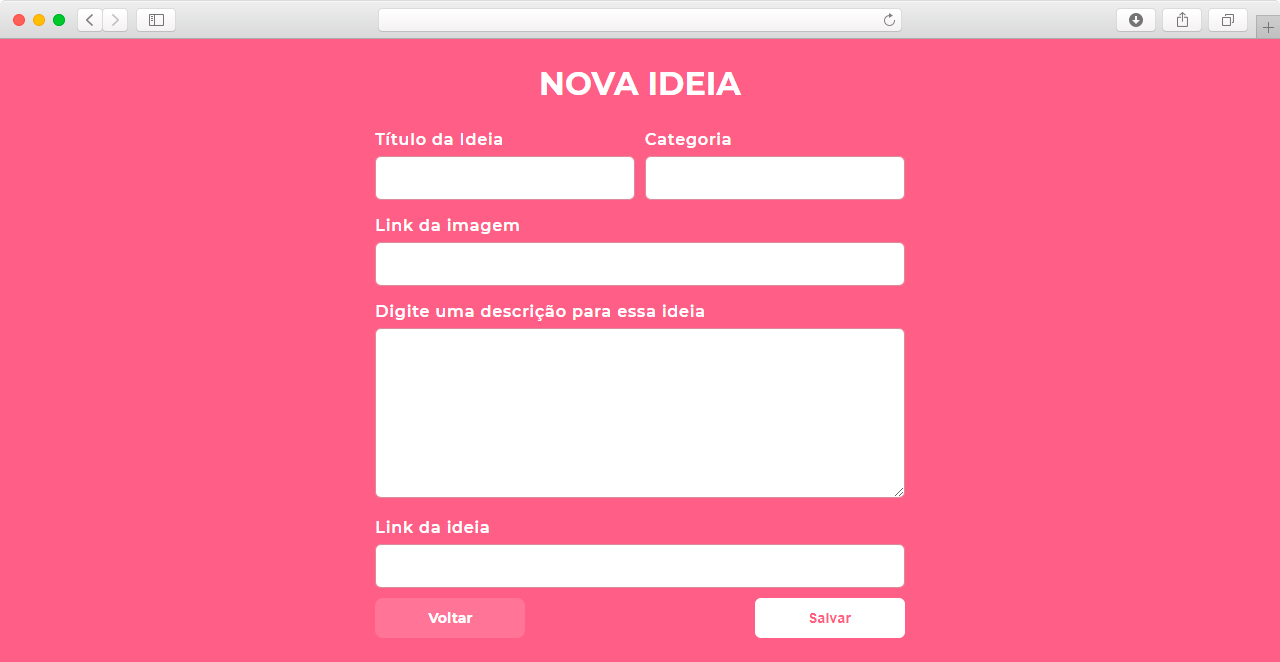 NOVA IDEIA
Título da Ideia Categoria
Link da imagem
Digite uma descrição para essa ideia
Link da ideia
Voltar Salvar